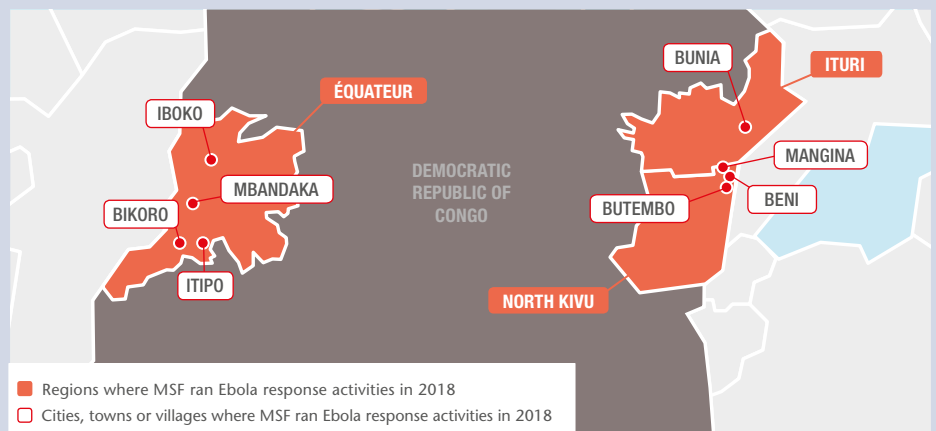 BUNIA
ITURI
ÉQUATEUR
IBOKO
MANGINA
DEMOCRATIC
REPUBLIC OF
CONGO
MBANDAKA
BENI
BUTEMBO
BIKORO
ITIPO
NORTH KIVU
Regions where MSF ran Ebola response activities in 2018
Cities, towns or villages where MSF ran Ebola response activities in 2018